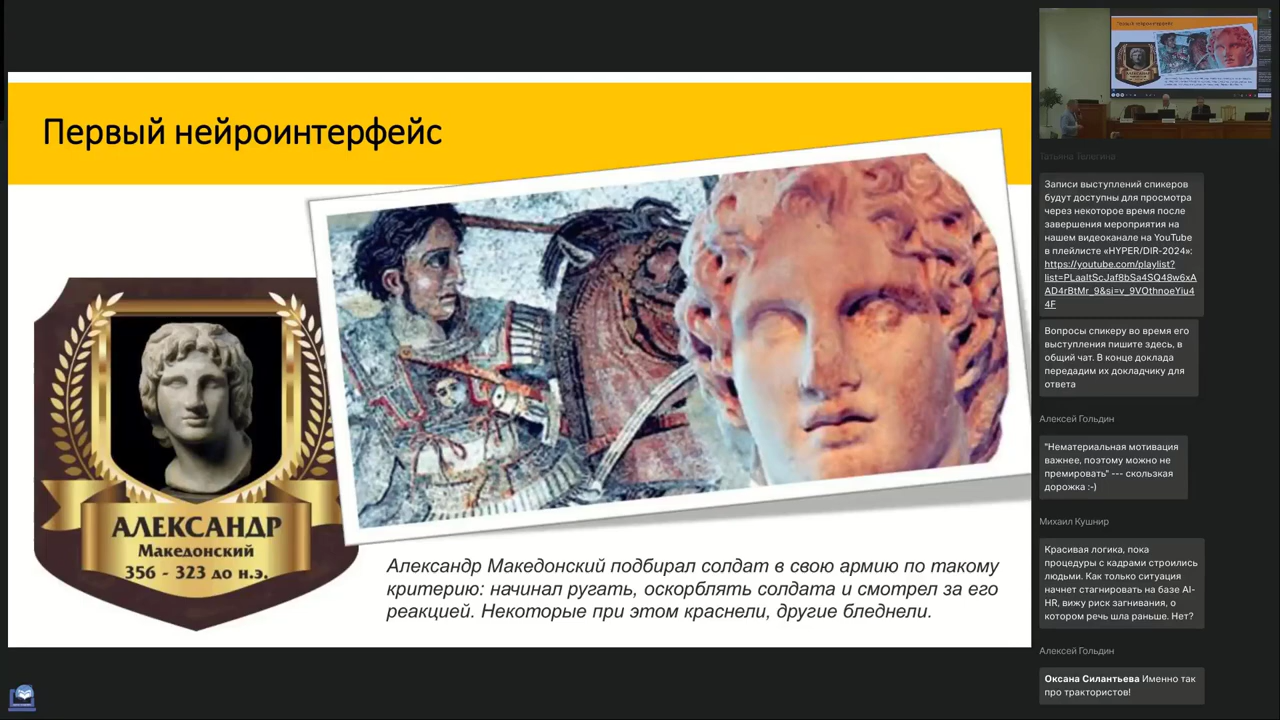 Первый нейроинтерфейс
АЛЕКСАНДР
Македонский
356 - 323 до н.э.
Александр Македонский подбирал солдат в свою армию по такому
критерию: начинал ругать, оскорблять солдата и смотрел за его
реакцией. Некоторые при этом краснели, другие бледнели.
Татьяна Телегина
Записи выступлений спикеров
будут доступны для просмотра
через некоторое время после
завершения мероприятия на
нашем видеоканале на YouTube
в плейлисте «HYPER/DIR-2024»:
https://youtube.com/playlist?
list=PLaaltScJaf8bSa4SQ48w6xA
AD4rBtMr_9&si=v_9VOthnoeYiu4
4F
Вопросы спикеру во время его
выступления пишите здесь, в
общий чат. В конце доклада
передадим их докладчику для
ответа
Алексей Гольдин
"Нематериальная мотивация
важнее, поэтому можно не
премировать" --- скользкая
дорожка :-)
Михаил Кушнир
Красивая логика, пока
процедуры с кадрами строились
людьми. Как только ситуация
начнет стагнировать на базе AI-
HR, вижу риск загнивания, о
котором речь шла раньше. Нет?
Алексей Гольдин
Оксана Силантьева Именно так
про трактористов!